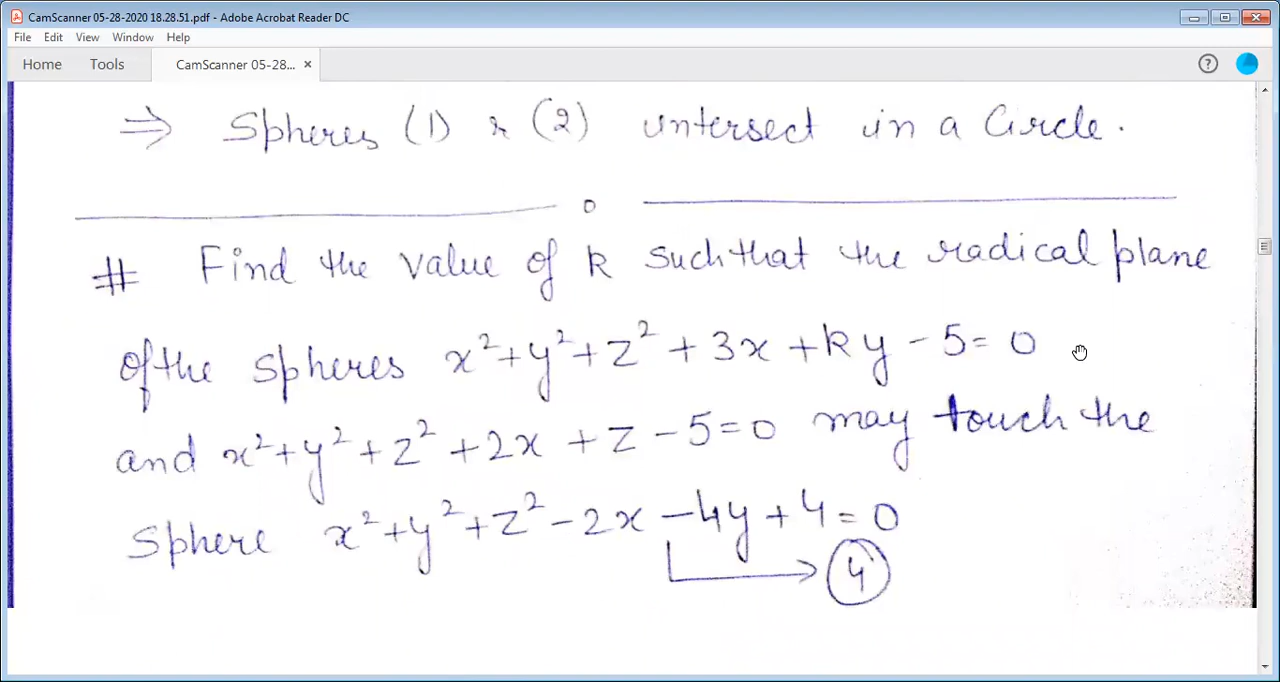 CamScanner 05-28-2020 18.28.51.pdf - Adobe Acrobat Reader DC
File Edit View Window Help
Home Tools CamScanner 05-28... ×
⇒ Spheres (1) & (2) intersect in a Circle.
# Find the value of k such that the radical plane
of the spheres x²+y²+z²+3x+ky-5=0
and x²+y²+z²+2x+z-5=0 may touch the
sphere x²+y²+z²-2x-4y+4=0
4